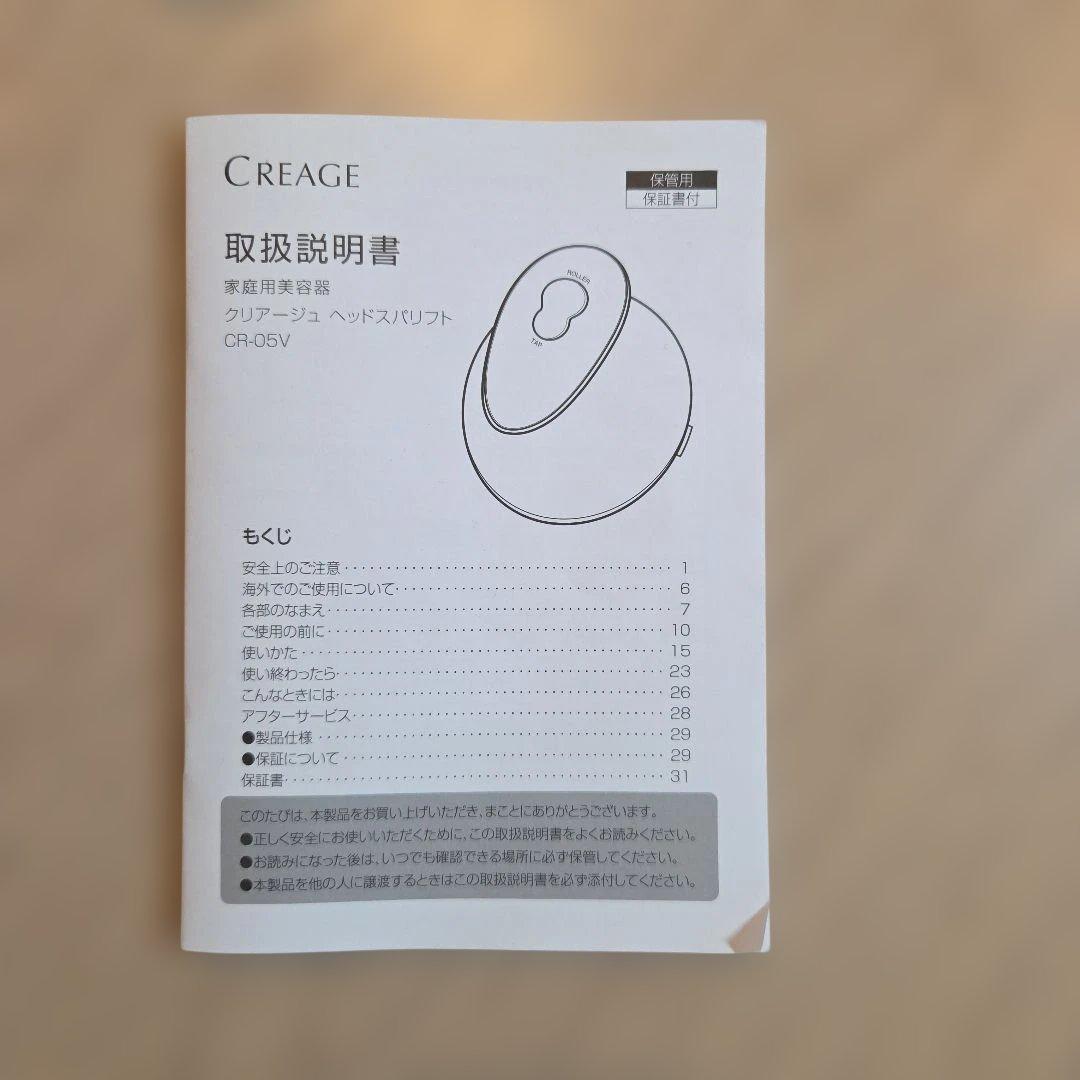 CREAGE
保管用
保証書付
取扱説明書
家庭用美容器
クリアージュ ヘッドスパリフト
CR-05V
ROLLER
TAP
もくじ
安全上のご注意 1
海外でのご使用について 6
各部のなまえ 7
ご使用の前に 10
使いかた 15
使い終わったら 23
こんなときには 26
アフターサービス 28
●製品仕様 29
●保証について 29
保証書 31
このたびは、本製品をお買い上げいただき、まことにありがとうございます。
●正しく安全にお使いいただくために、この取扱説明書をよくお読みください。
●お読みになった後は、いつでも確認できる場所に必ず保管してください。
●本製品を他の人に譲渡するときはこの取扱説明書を必ず添付してください。